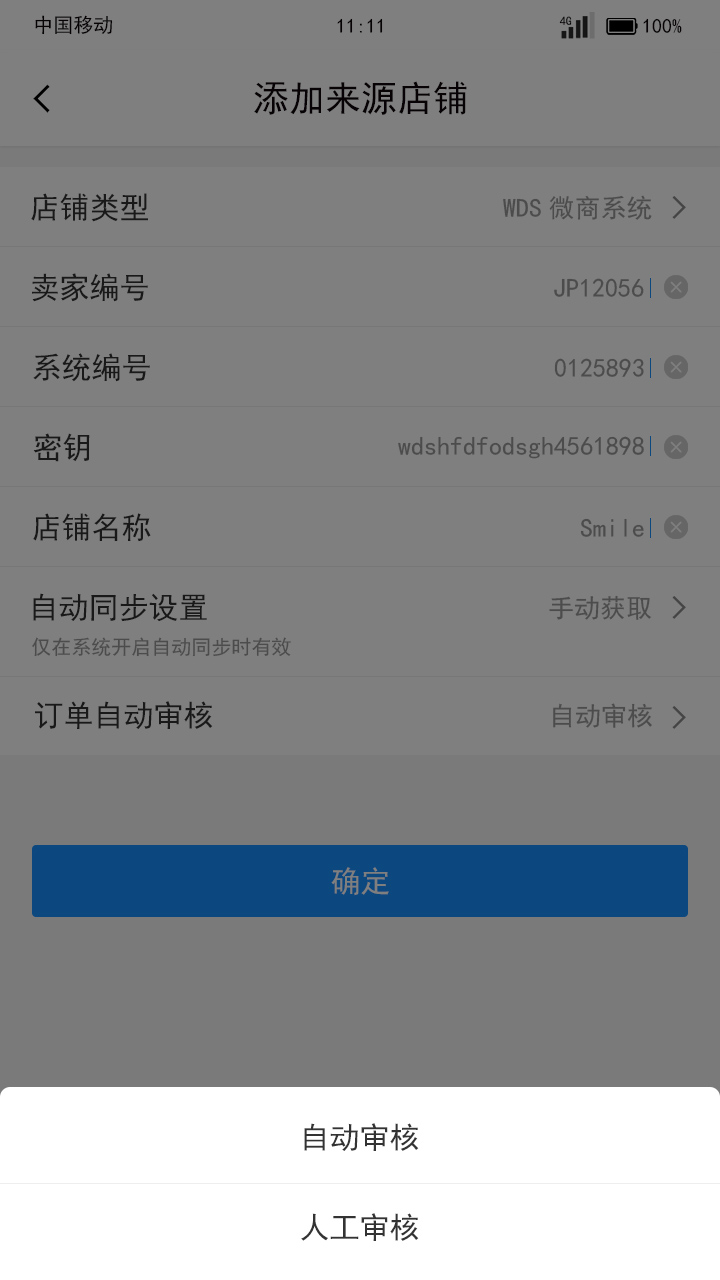 中国移动 11:11 4G 100%
添加来源店铺
店铺类型 WDS 微商系统
卖家编号 JP12056
系统编号 0125893
密钥 wdshfdfodsgh4561898
店铺名称 Smile
自动同步设置 手动获取
仅在系统开启自动同步时有效
订单自动审核 自动审核
确定
自动审核
人工审核